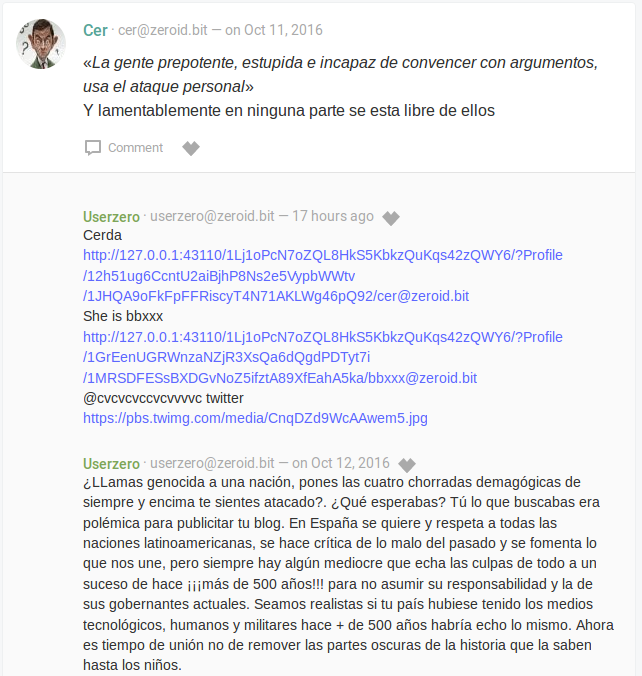 Cer · cer@zeroid.bit — on Oct 11, 2016
«La gente prepotente, estupida e incapaz de convencer con argumentos,
usa el ataque personal»
Y lamentablemente en ninguna parte se esta libre de ellos
Comment
Userzero · userzero@zeroid.bit — 17 hours ago
Cerda
http://127.0.0.1:43110/1Lj1oPcN7oZQL8HkS5KbkzQuKqs42zQWY6/?Profile
/12h51ug6CcntU2aiBjhP8Ns2e5VypbWWtv
/1JHQA9oFkFpFFRiscyT4N71AKLWg46pQ92/cer@zeroid.bit
She is bbxxx
http://127.0.0.1:43110/1Lj1oPcN7oZQL8HkS5KbkzQuKqs42zQWY6/?Profile
/1GrEenUGRWnzaNZjR3XsQa6dQgdPDTyt7i
/1MRSDFESsBXDGvNoZ5ifztA89XfEahA5ka/bbxxx@zeroid.bit
@cvcvcvccvcvvvvc twitter
https://pbs.twimg.com/media/CnqDZd9WcAAwem5.jpg
Userzero · userzero@zeroid.bit — on Oct 12, 2016
¿LLamas genocida a una nación, pones las cuatro chorradas demagógicas de
siempre y encima te sientes atacado?. ¿Qué esperabas? Tú lo que buscabas era
polémica para publicitar tu blog. En España se quiere y respeta a todas las
naciones latinoamericanas, se hace crítica de lo malo del pasado y se fomenta lo
que nos une, pero siempre hay algún mediocre que echa las culpas de todo a un
suceso de hace ¡¡¡más de 500 años!!! para no asumir su responsabilidad y la de
sus gobernantes actuales. Seamos realistas si tu país hubiese tenido los medios
tecnológicos, humanos y militares hace + de 500 años habría echo lo mismo. Ahora
es tiempo de unión no de remover las partes oscuras de la historia que la saben
hasta los niños.